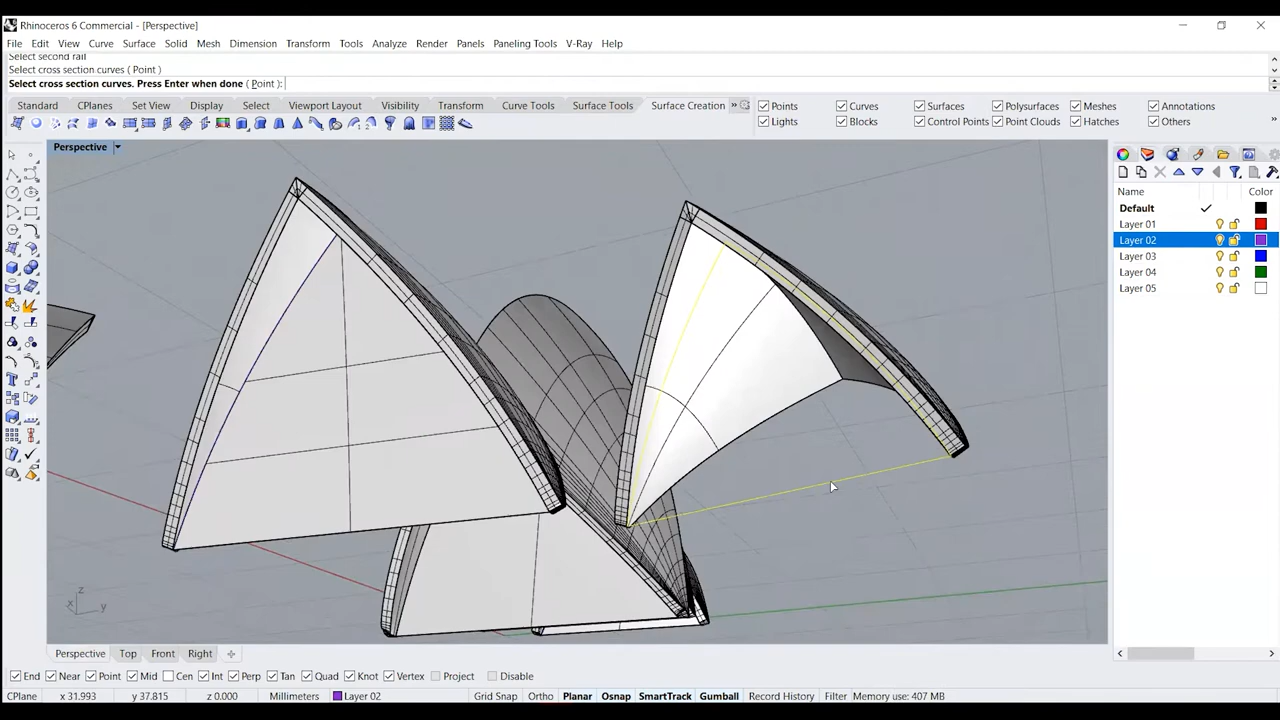 Rhinoceros 6 Commercial - [Perspective]
File Edit View Curve Surface Solid Mesh Dimension Transform Tools Analyze Render Panels Paneling Tools V-Ray Help
Select second rail
Select cross section curves ( Point )
Select cross section curves. Press Enter when done ( Point ):
Standard CPlanes Set View Display Select Viewport Layout Visibility Transform Curve Tools Surface Tools Surface Creation »
Points Curves Surfaces Polysurfaces Meshes Annotations
Lights Blocks Control Points Point Clouds Hatches Others »
Perspective
Name Color
Default
Layer 01
Layer 02
Layer 03
Layer 04
Layer 05
z
x y
Perspective Top Front Right
End Near Point Mid Cen Int Perp Tan Quad Knot Vertex Project Disable
CPlane x 31.993 y 37.815 z 0.000 Millimeters Layer 02 Grid Snap Ortho Planar Osnap SmartTrack Gumball Record History Filter Memory use: 407 MB